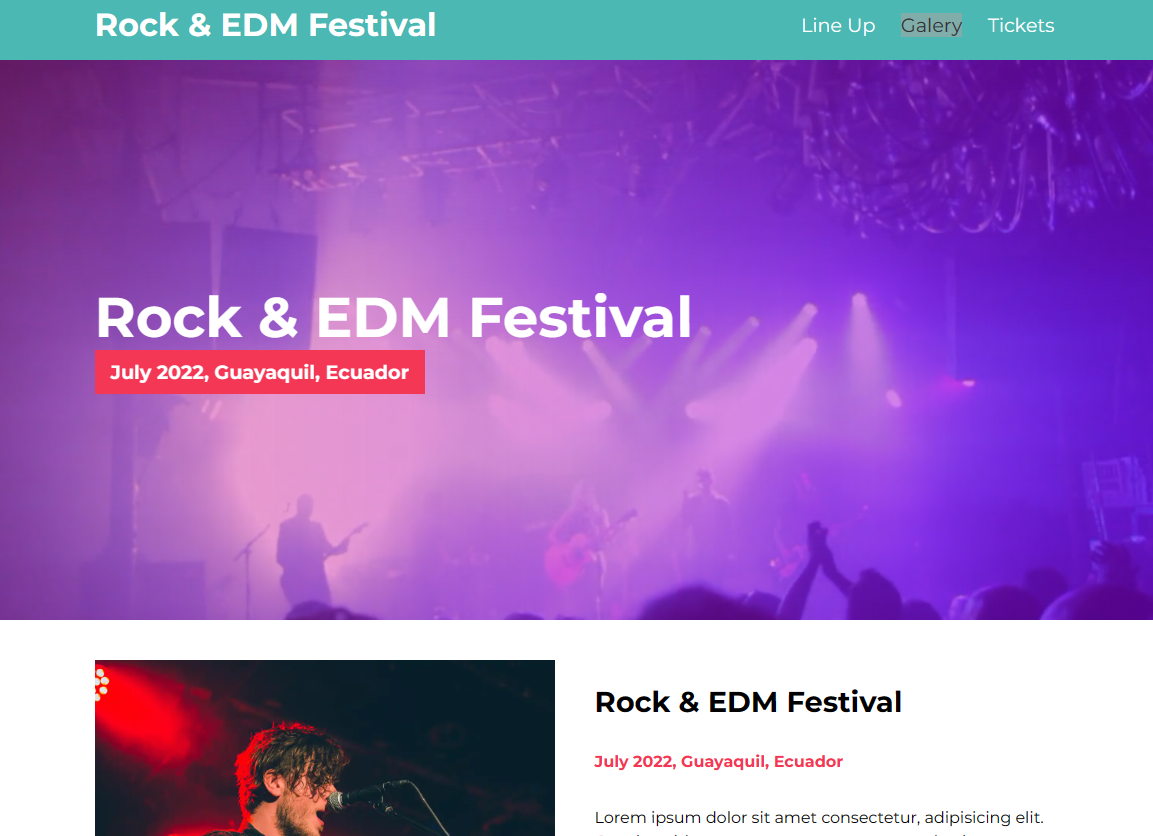 Rock & EDM Festival
Line Up Galery Tickets
Rock & EDM Festival
July 2022, Guayaquil, Ecuador
Rock & EDM Festival
July 2022, Guayaquil, Ecuador
Lorem ipsum dolor sit amet consectetur, adipisicing elit.